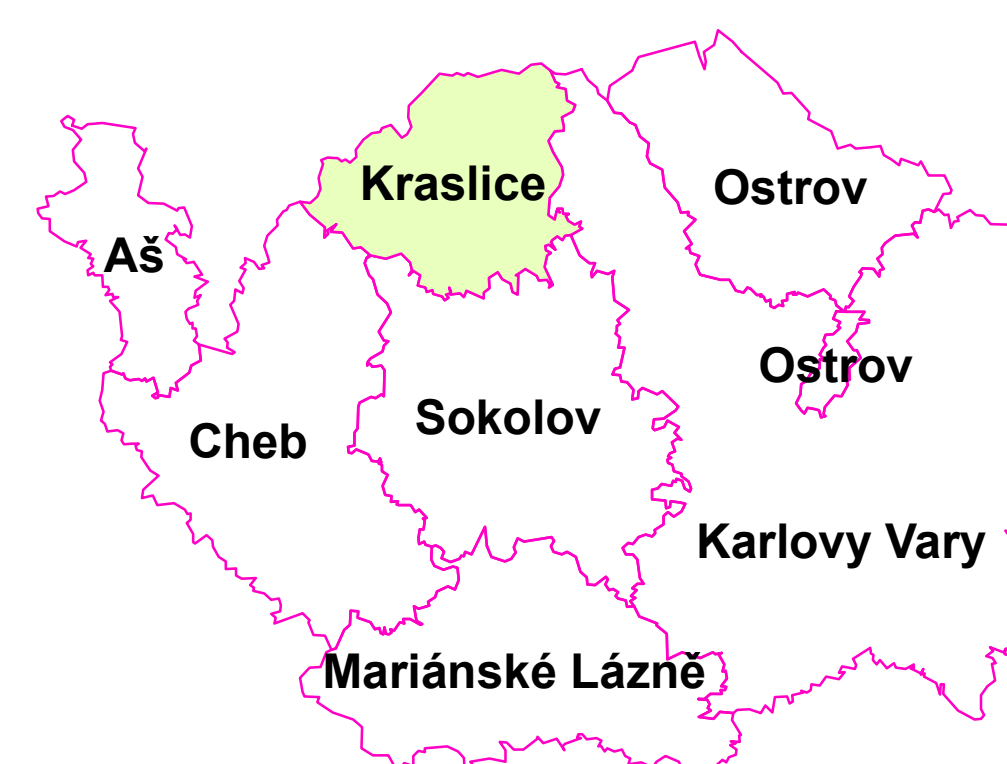 Kraslice
Ostrov
Aš
Ostrov
Sokolov
Cheb
Karlovy Vary
Mariánské Lázně